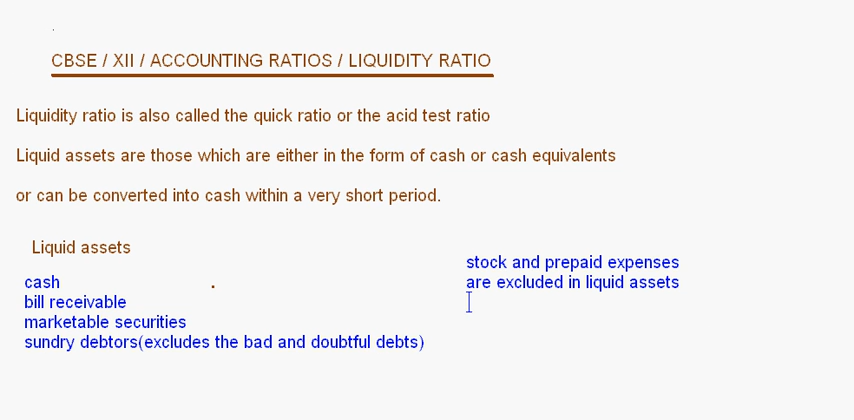 CBSE / XII / ACCOUNTING RATIOS / LIQUIDITY RATIO
Liquidity ratio is also called the quick ratio or the acid test ratio
Liquid assets are those which are either in the form of cash or cash equivalents
or can be converted into cash within a very short period.
Liquid assets
cash
bill receivable
marketable securities
sundry debtors(excludes the bad and doubtful debts)
stock and prepaid expenses
are excluded in liquid assets